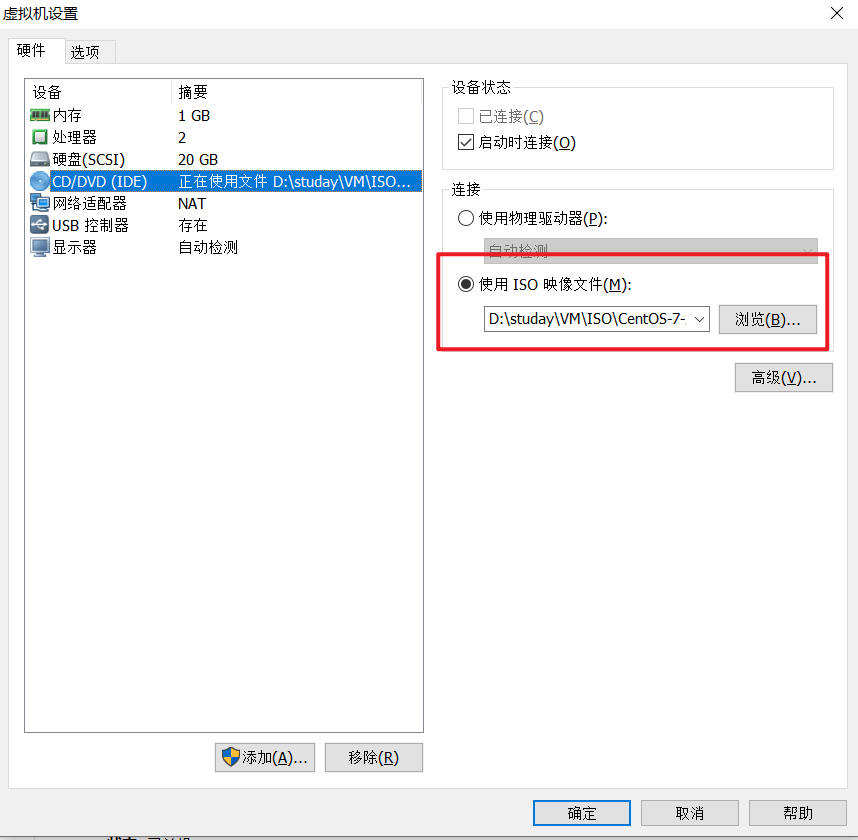 虚拟机设置
硬件 选项
设备 摘要
内存 1 GB
处理器 2
硬盘(SCSI) 20 GB
CD/DVD (IDE) 正在使用文件 D:\studay\VM\ISO...
网络适配器 NAT
USB 控制器 存在
显示器 自动检测
添加(A)... 移除(R)
设备状态
已连接(C)
启动时连接(O)
连接
使用物理驱动器(P):
自动检测
使用 ISO 映像文件(M):
D:\studay\VM\ISO\CentOS-7- 浏览(B)...
高级(V)...
确定 取消 帮助